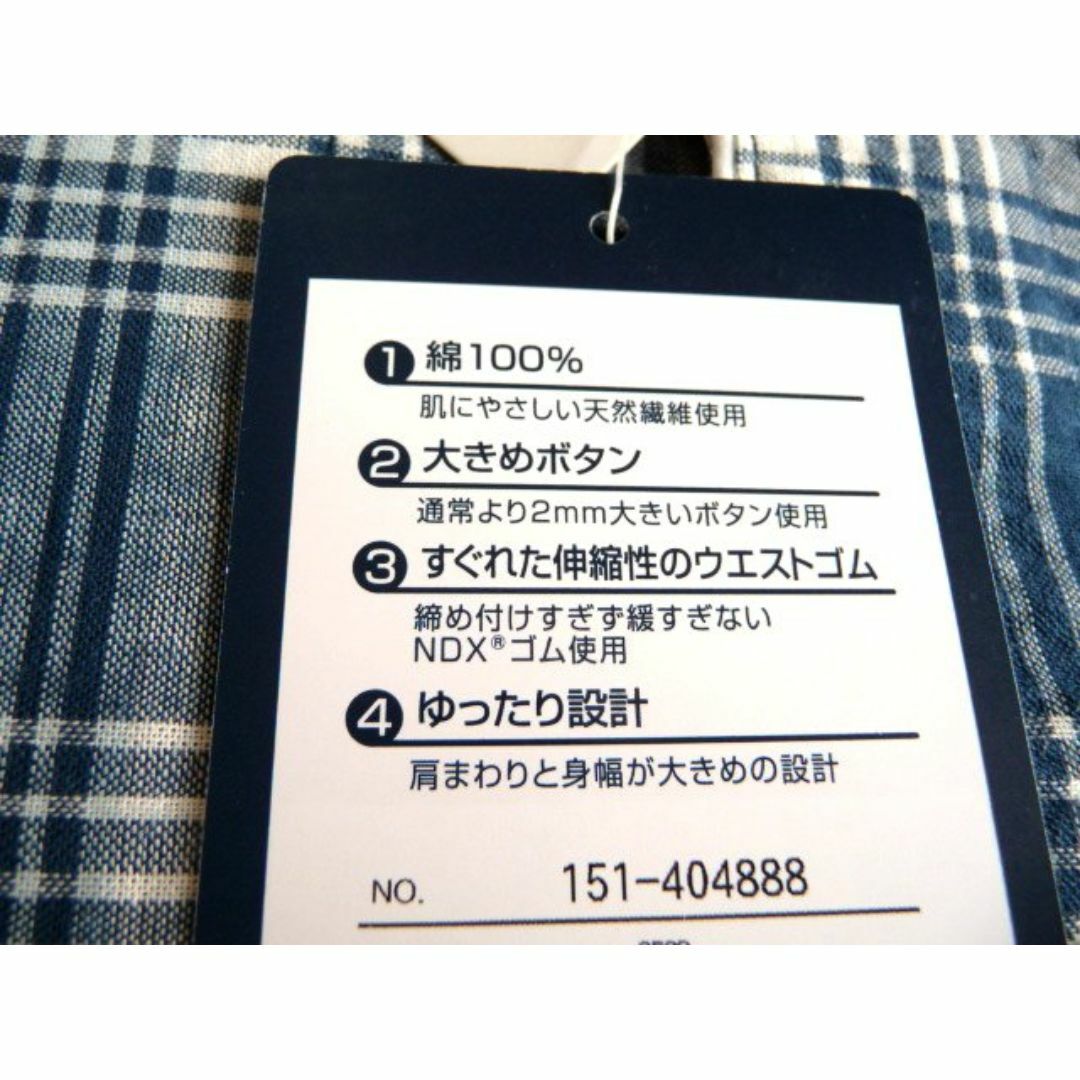 1 綿100%
肌にやさしい天然繊維使用
2 大きめボタン
通常より2mm大きいボタン使用
3 すぐれた伸縮性のウエストゴム
締め付けすぎず緩すぎない
NDX®ゴム使用
4 ゆったり設計
肩まわりと身幅が大きめの設計
NO. 151-404888